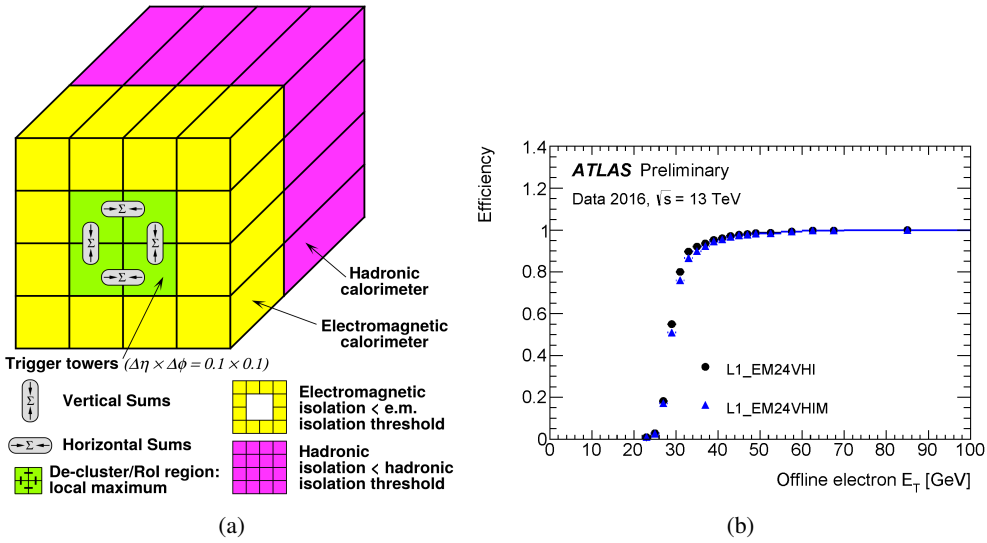 Σ
Σ
Σ
Σ
Hadronic
calorimeter
Electromagnetic
calorimeter
Trigger towers (Δη × Δϕ = 0.1 × 0.1)
Σ
Vertical Sums
Σ
Horizontal Sums
De-cluster/RoI region:
local maximum
Electromagnetic
isolation < e.m.
isolation threshold
Hadronic
isolation < hadronic
isolation threshold
(a)
Efficiency
1.4
1.2
1
0.8
0.6
0.4
0.2
0
ATLAS Preliminary
Data 2016, √s = 13 TeV
L1_EM24VHI
L1_EM24VHIM
0 10 20 30 40 50 60 70 80 90 100
Offline electron E_T [GeV]
(b)